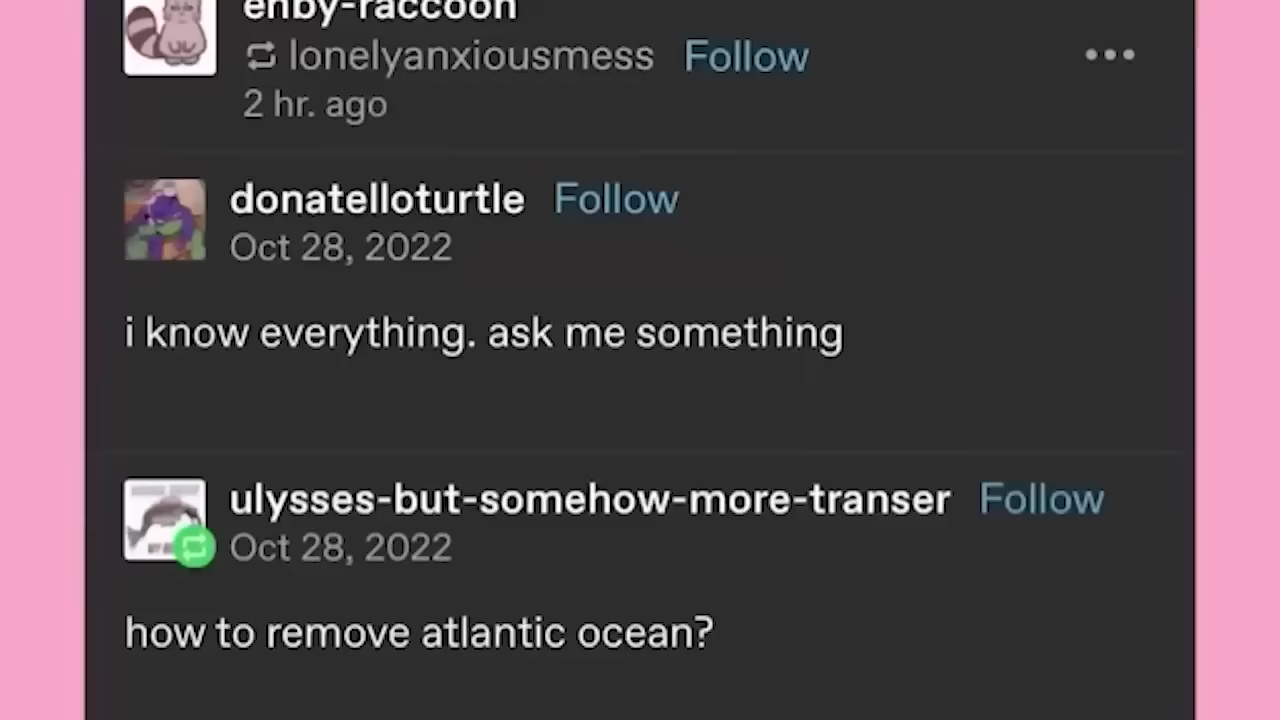 enby-raccoon
lonelyanxiousmess Follow
2 hr. ago
donatelloturtle Follow
Oct 28, 2022
i know everything. ask me something
ulysses-but-somehow-more-transer Follow
Oct 28, 2022
how to remove atlantic ocean?